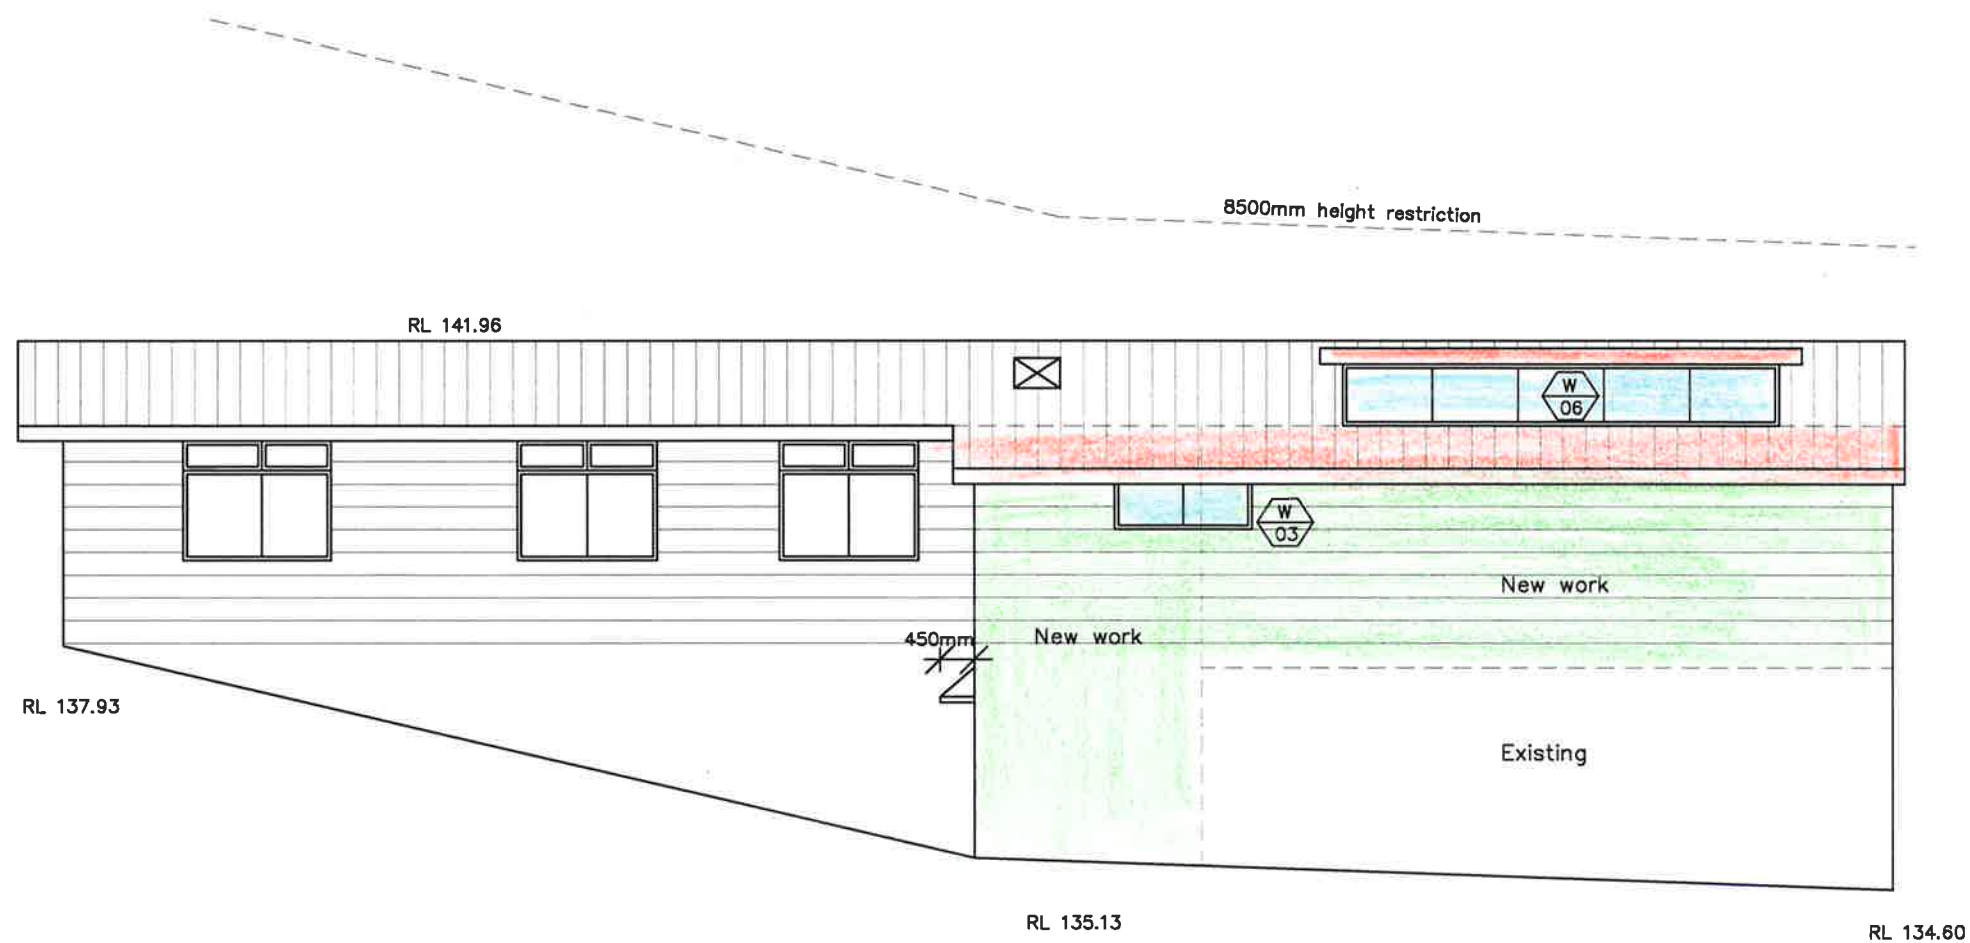 8500mm height restriction
RL 141.96
W
06
W
03
New work
450mm
New work
RL 137.93
Existing
RL 135.13
RL 134.60